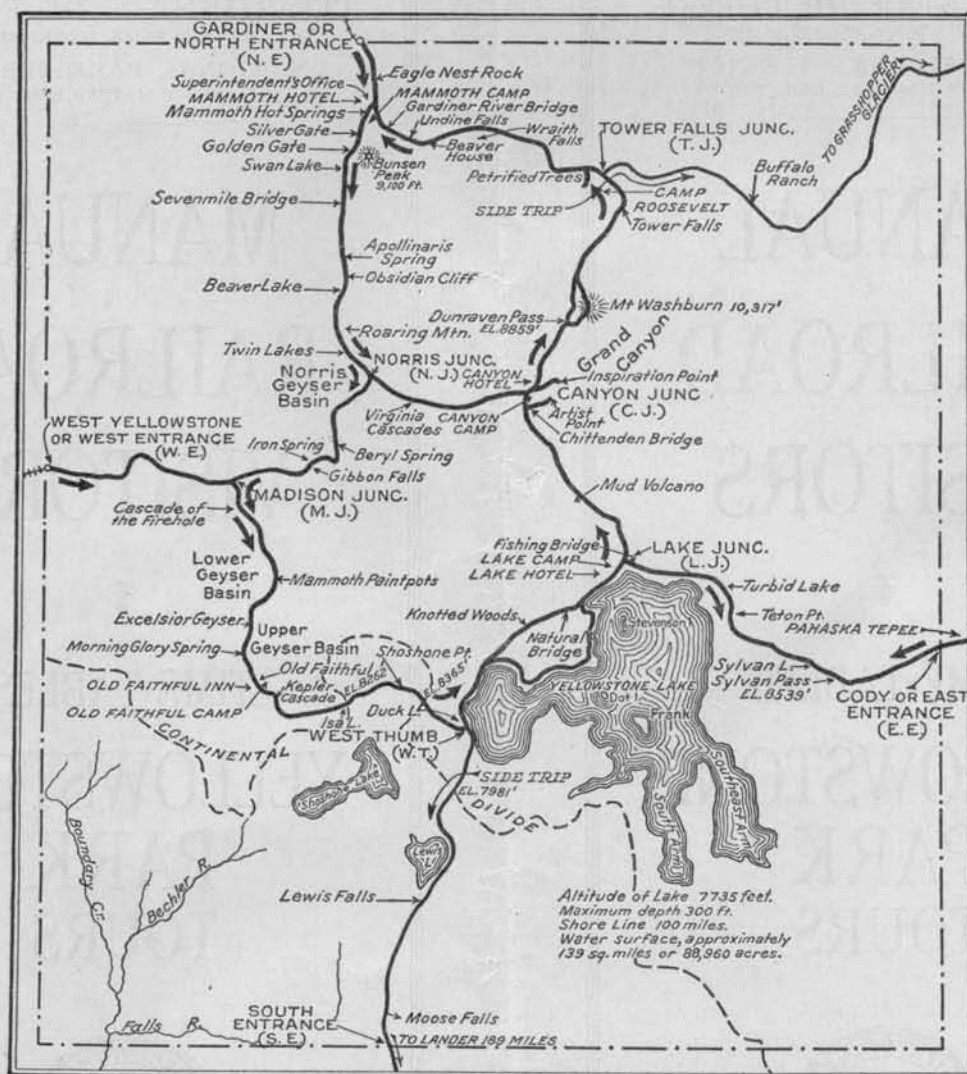 GARDINER OR
NORTH ENTRANCE
(N.E)
Eagle Nest Rock
Superintendent's Office
MAMMOTH CAMP
MAMMOTH HOTEL
Gardiner River Bridge
Mammoth Hot Springs
Undine Falls
Silver Gate
Wraith
Falls
Golden Gate
Beaver
House
Swan Lake
Bunsen
Peak
9,100 Ft.
Sevenmile Bridge
TOWER FALLS JUNC.
(T.J.)
TO GRASSHOPPER
GLACIER
Petrified Trees
Buffalo
Ranch
SIDE TRIP
CAMP
ROOSEVELT
Tower Falls
Apollinaris
Spring
Obsidian Cliff
Beaver Lake
Roaring Mtn.
Twin Lakes
Mt Washburn 10,317'
Dunraven Pass
EL. 8859'
Grand
Canyon
NORRIS JUNC.
(N.J.)
CANYON
HOTEL
Inspiration Point
Norris
Geyser
Basin
CANYON JUNC
(C.J.)
Virginia
Cascades
CANYON
CAMP
Artist
Point
Chittenden Bridge
WEST YELLOWSTONE
OR WEST ENTRANCE
(W.E.)
Iron Spring
Beryl Spring
Gibbon Falls
MADISON JUNC.
(M.J.)
Mud Volcano
Cascade of
the Firehole
Fishing Bridge
LAKE JUNC.
(L.J.)
LAKE CAMP
LAKE HOTEL
Lower
Geyser
Basin
Mammoth Paintpots
Turbid Lake
Teton Pt.
PAHASKA TEPEE
Excelsior Geyser
Knotted Woods
Natural
Bridge
Stevenson
Morning Glory Spring
Upper
Geyser Basin
Shoshone Pt.
EL. 8365'
Sylvan L.
Sylvan Pass
EL. 8539'
CODY OR EAST
ENTRANCE
(E.E.)
OLD FAITHFUL INN
Old Faithful
Kepler
Cascade
EL. 8262'
YELLOWSTONE LAKE
Dot
Frank
OLD FAITHFUL CAMP
Isa L.
Duck L.
WEST THUMB
(W.T.)
CONTINENTAL
DIVIDE
SIDE TRIP
EL. 7981'
Shoshone Lake
South Arm
Southeast Arm
Lewis
L.
Boundary Cr.
Bechler R.
Lewis Falls
Altitude of Lake 7735 feet.
Maximum depth 300 ft.
Shore Line 100 miles.
Water surface, approximately
139 sq. miles or 88,960 acres.
Falls R.
SOUTH
ENTRANCE
(S.E.)
Moose Falls
TO LANDER 189 MILES